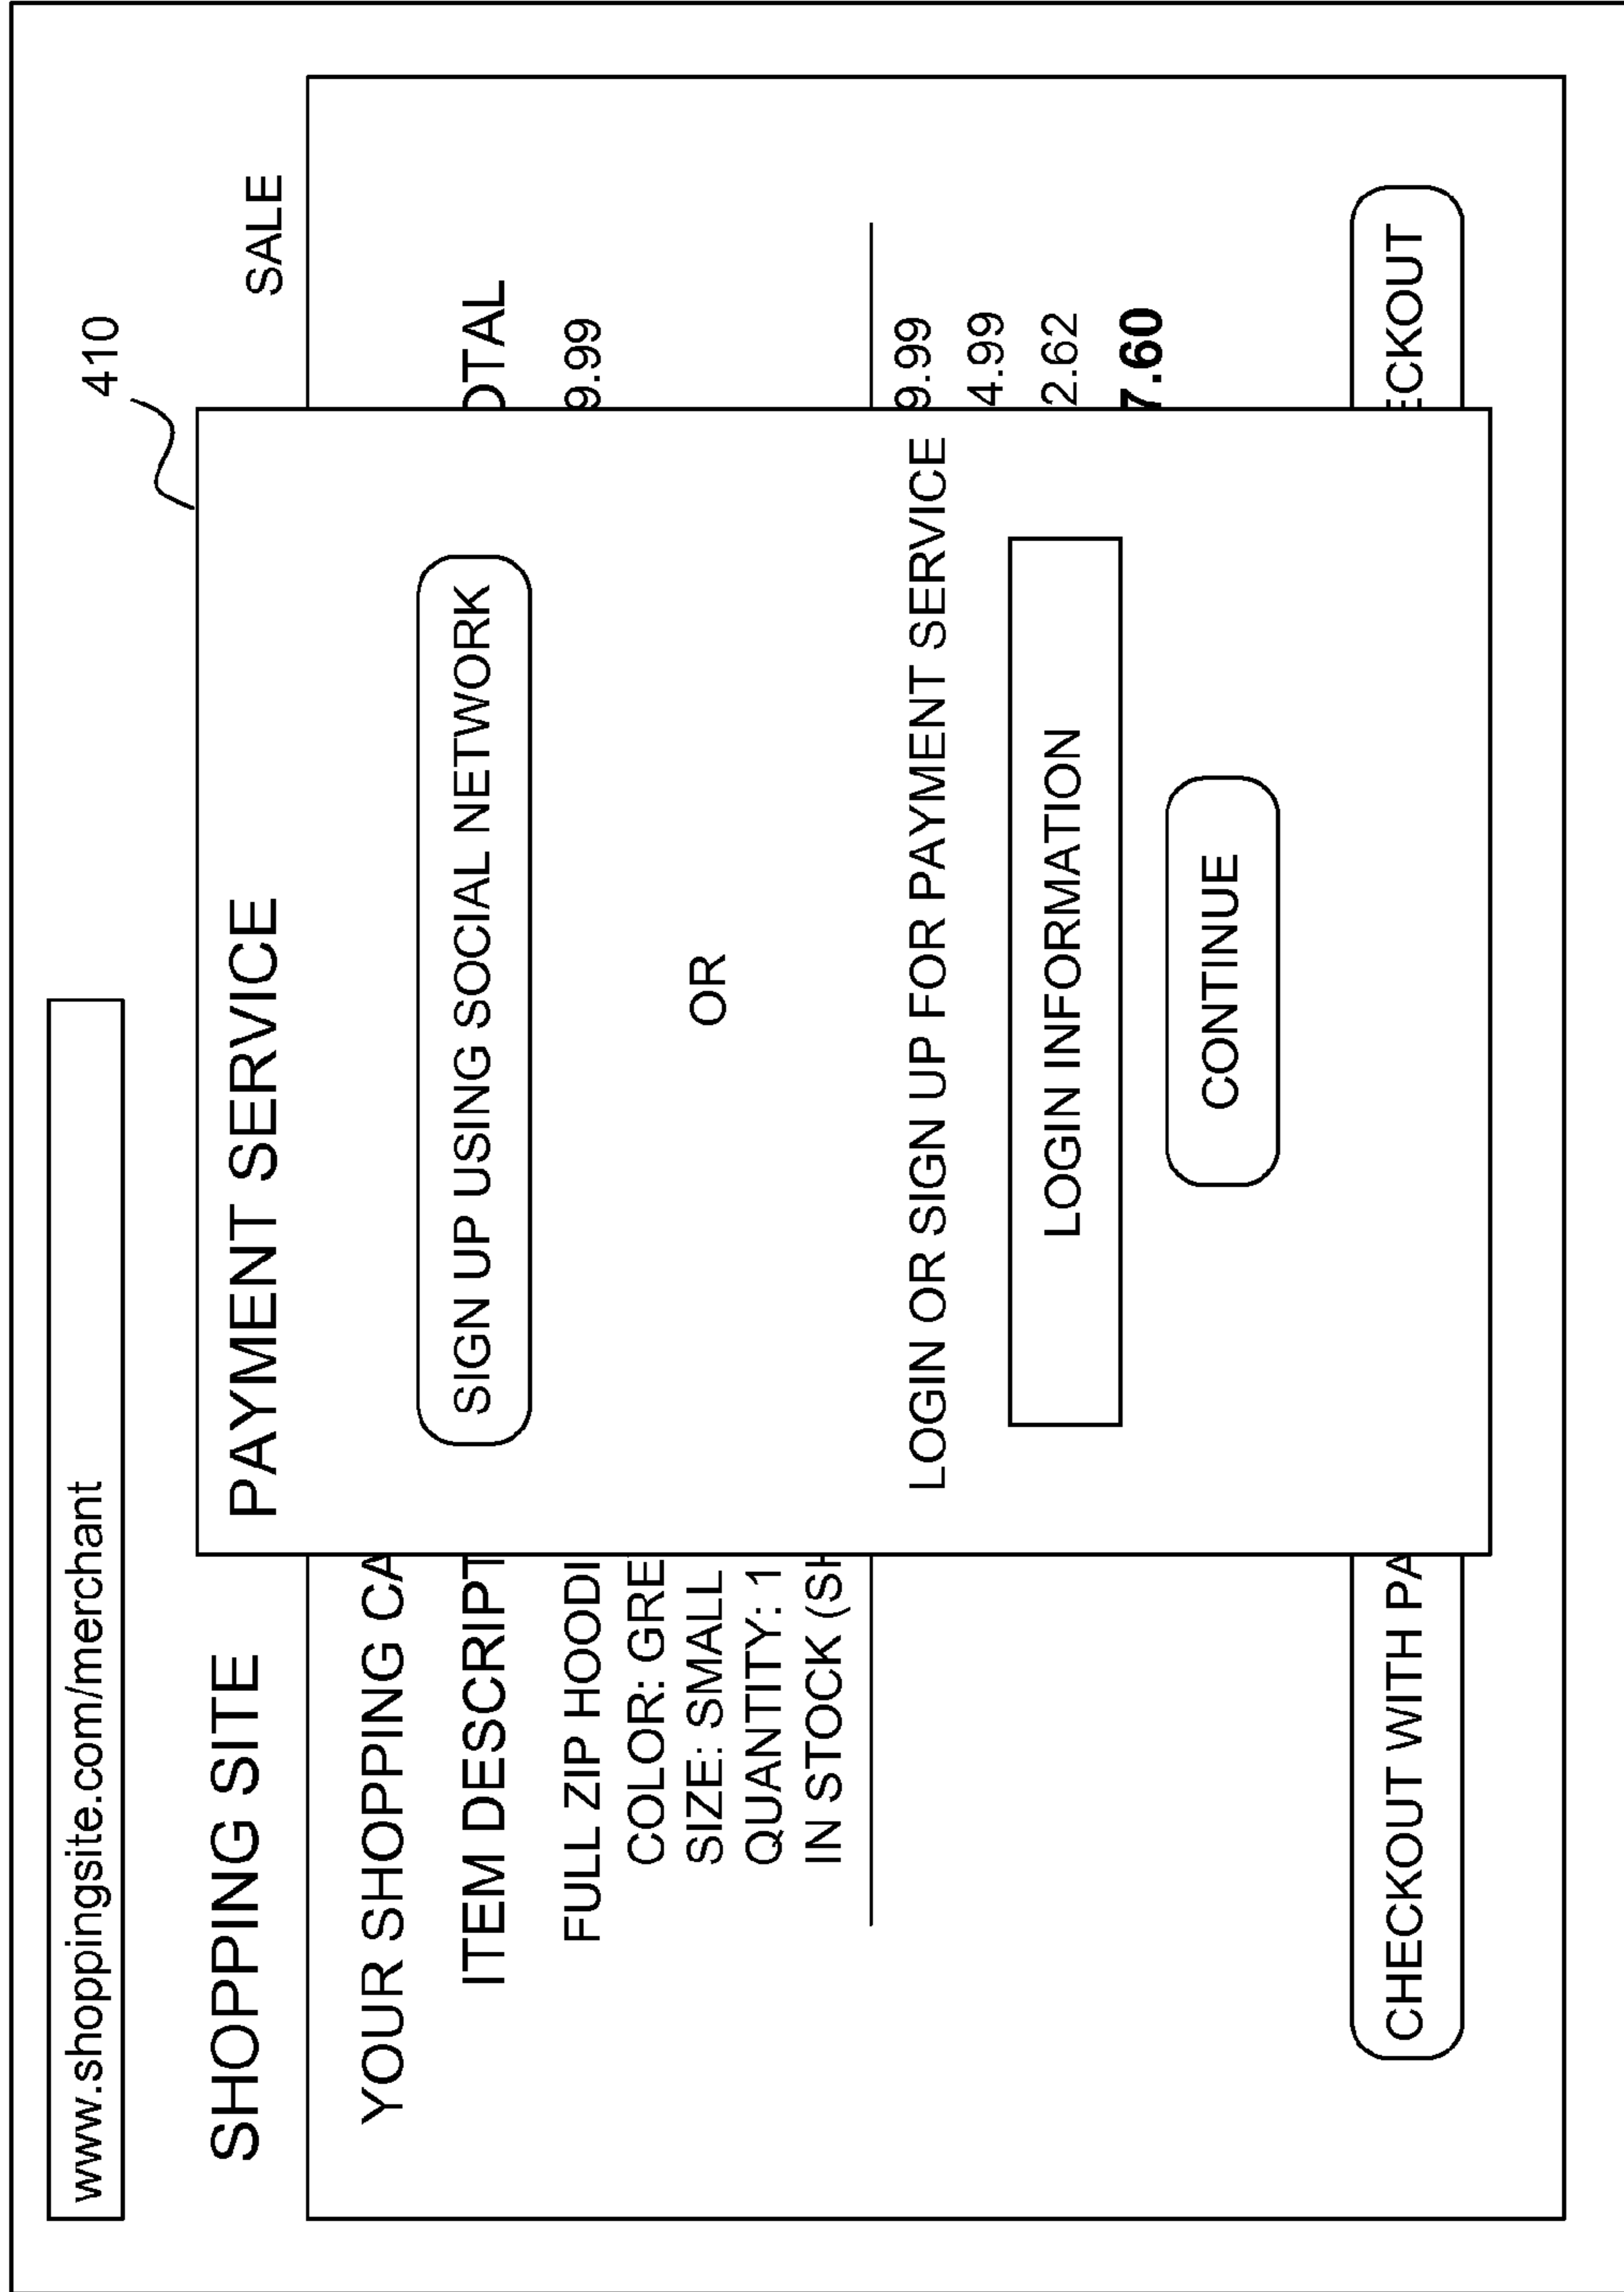 www.shoppingsite.com/merchant
410
SHOPPING SITE
SALE
PAYMENT SERVICE
YOUR SHOPPING CA
ITEM DESCRIPT
OTAL
SIGN UP USING SOCIAL NETWORK
FULL ZIP HOODI
9.99
COLOR: GRE
SIZE: SMALL
OR
QUANTITY: 1
IN STOCK (SH
LOGIN OR SIGN UP FOR PAYMENT SERVICE
9.99
4.99
LOGIN INFORMATION
2.62
7.60
CONTINUE
CHECKOUT WITH PA
ECKOUT